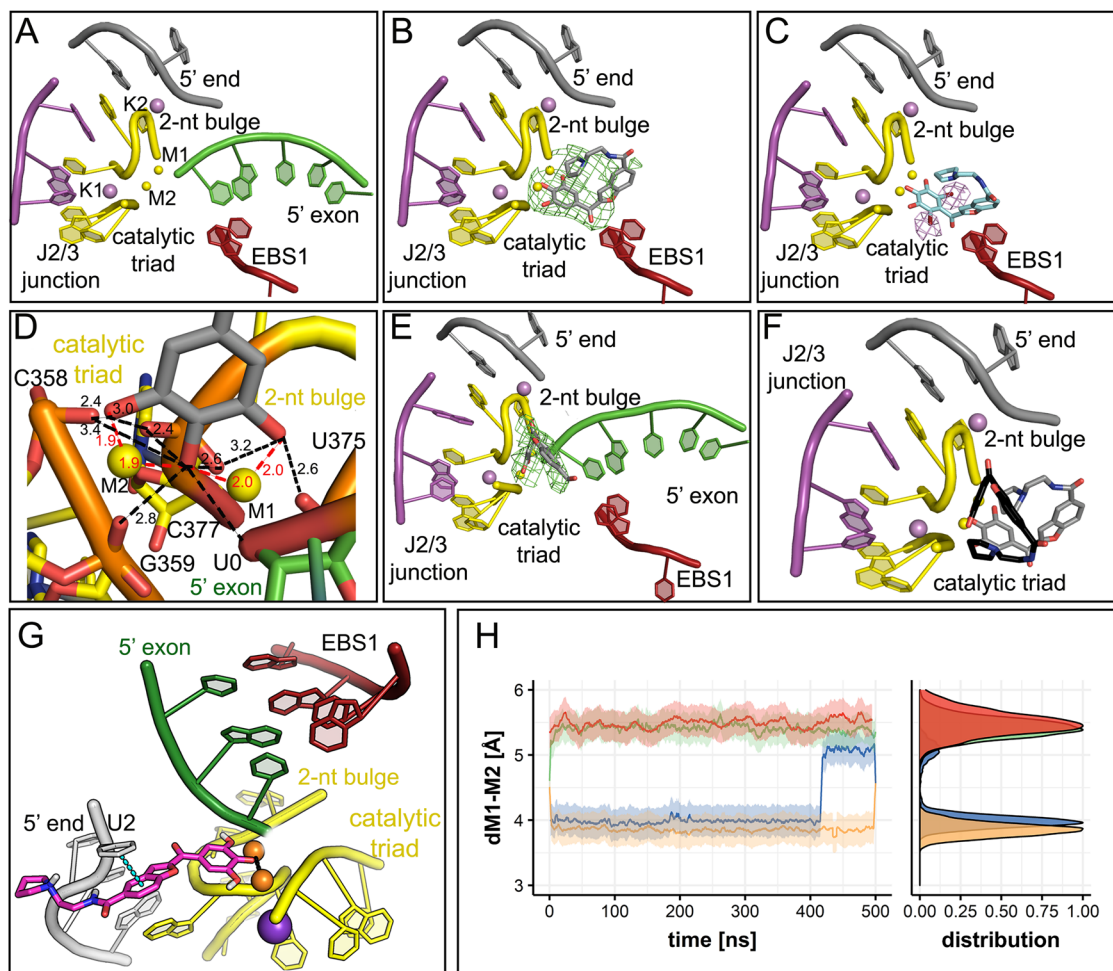 A
5' end
K2
2-nt bulge
M1
K1
M2
5' exon
J2/3
junction
catalytic
triad
EBS1
B
5' end
2-nt bulge
J2/3
junction
catalytic
triad
EBS1
C
5' end
2-nt bulge
J2/3
junction
catalytic
triad
EBS1
D
catalytic
triad
C358
2-nt bulge
2.4
3.0
3.4
2.4
1.9
3.2
U375
1.9
2.6
2.0
2.6
M2
2.0
M1
2.8
C377
G359
U0
5' exon
E
5' end
2-nt bulge
5' exon
J2/3
junction
catalytic
triad
EBS1
F
J2/3
junction
5' end
2-nt bulge
catalytic triad
G
5' exon
EBS1
2-nt bulge
5' end
U2
catalytic
triad
H
dM1-M2 [Å]
6
5
4
3
0
100
200
300
400
500
time [ns]
0.00
0.25
0.50
0.75
1.00
distribution